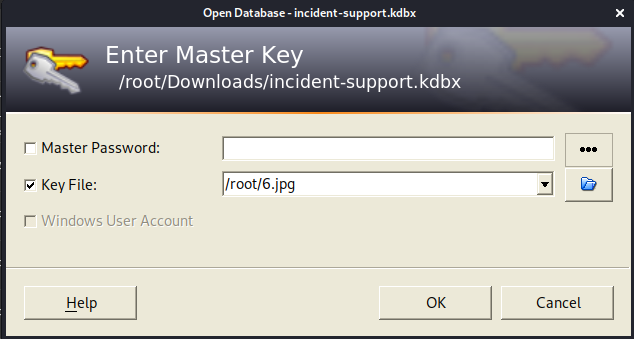 Open Database - incident-support.kdbx
Enter Master Key
/root/Downloads/incident-support.kdbx
Master Password:
Key File:
/root/6.jpg
Windows User Account
Help
OK
Cancel